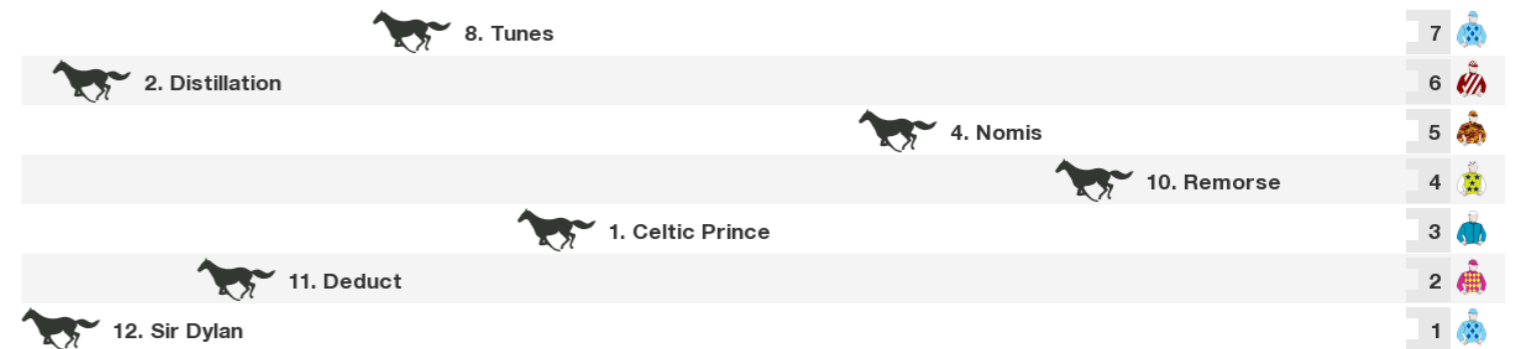 8. Tunes 7
2. Distillation 6
4. Nomis 5
10. Remorse 4
1. Celtic Prince 3
11. Deduct 2
12. Sir Dylan 1